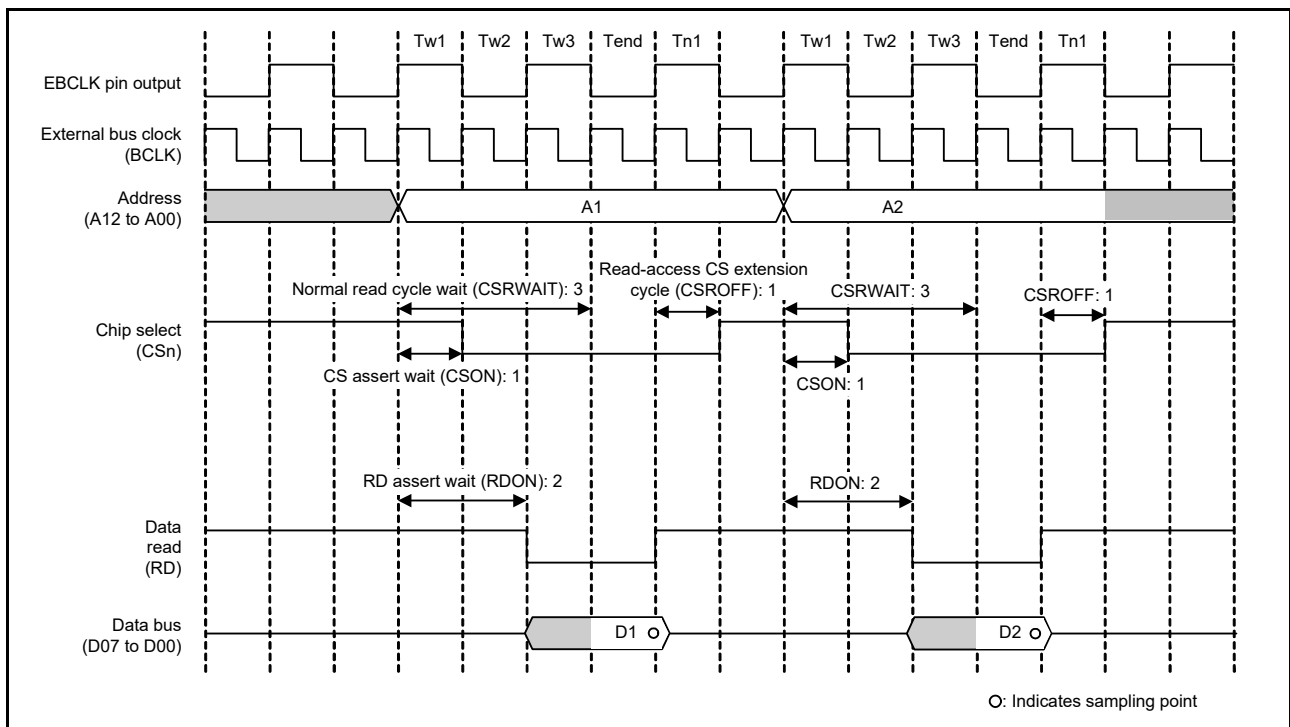 Tw1 Tw2 Tw3 Tend Tn1 Tw1 Tw2 Tw3 Tend Tn1
EBCLK pin output
External bus clock
(BCLK)
Address
(A12 to A00)
A1 A2
Read-access CS extension
cycle (CSROFF): 1
Normal read cycle wait (CSRWAIT): 3
CSRWAIT: 3
CSROFF: 1
Chip select
(CSn)
CS assert wait (CSON): 1
CSON: 1
RD assert wait (RDON): 2
RDON: 2
Data
read
(RD)
Data bus
(D07 to D00)
D1 D2
O: Indicates sampling point